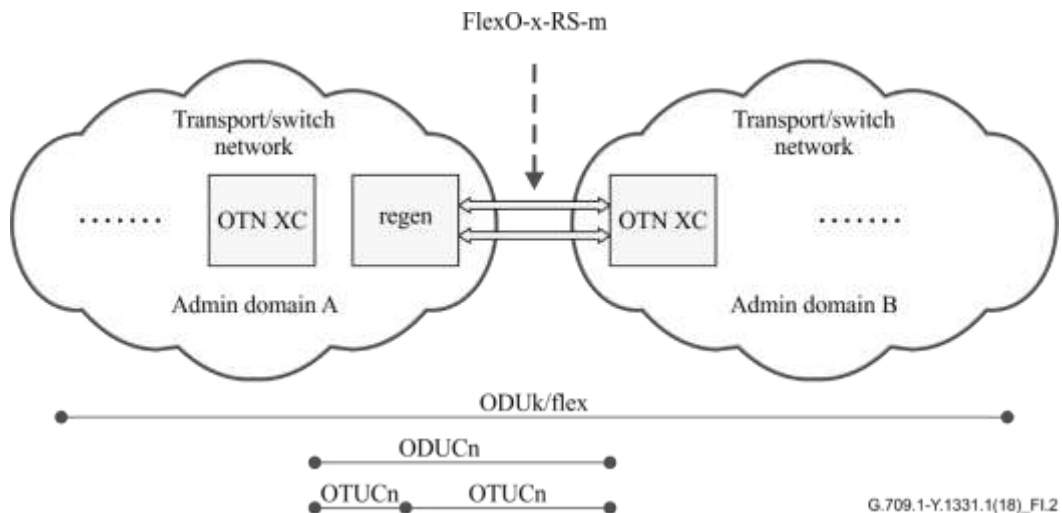 FlexO-x-RS-m
Transport/switch
network
Transport/switch
network
·······
OTN XC
regen
OTN XC
·······
Admin domain A
Admin domain B
ODUk/flex
ODUCn
OTUCn
OTUCn
G.709.1-Y.1331.1(18)_FI.2